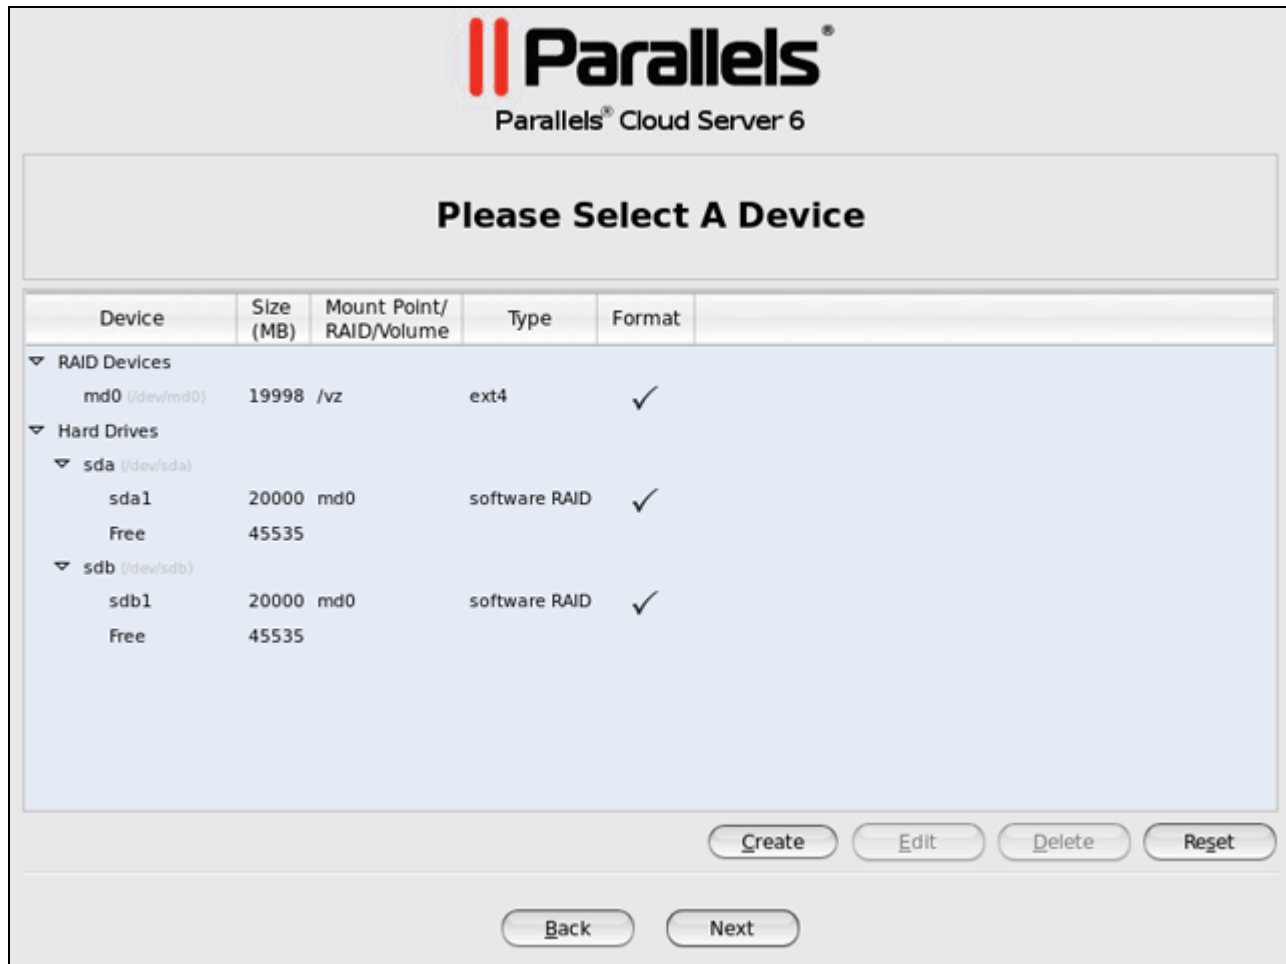 Parallels®
Parallels® Cloud Server 6
Please Select A Device
Device Size (MB) Mount Point/ RAID/Volume Type Format
RAID Devices
md0 (/dev/md0) 19998 /vz ext4 ✓
Hard Drives
sda (/dev/sda)
sda1 20000 md0 software RAID ✓
Free 45535
sdb (/dev/sdb)
sdb1 20000 md0 software RAID ✓
Free 45535
Create Edit Delete Reset
Back Next